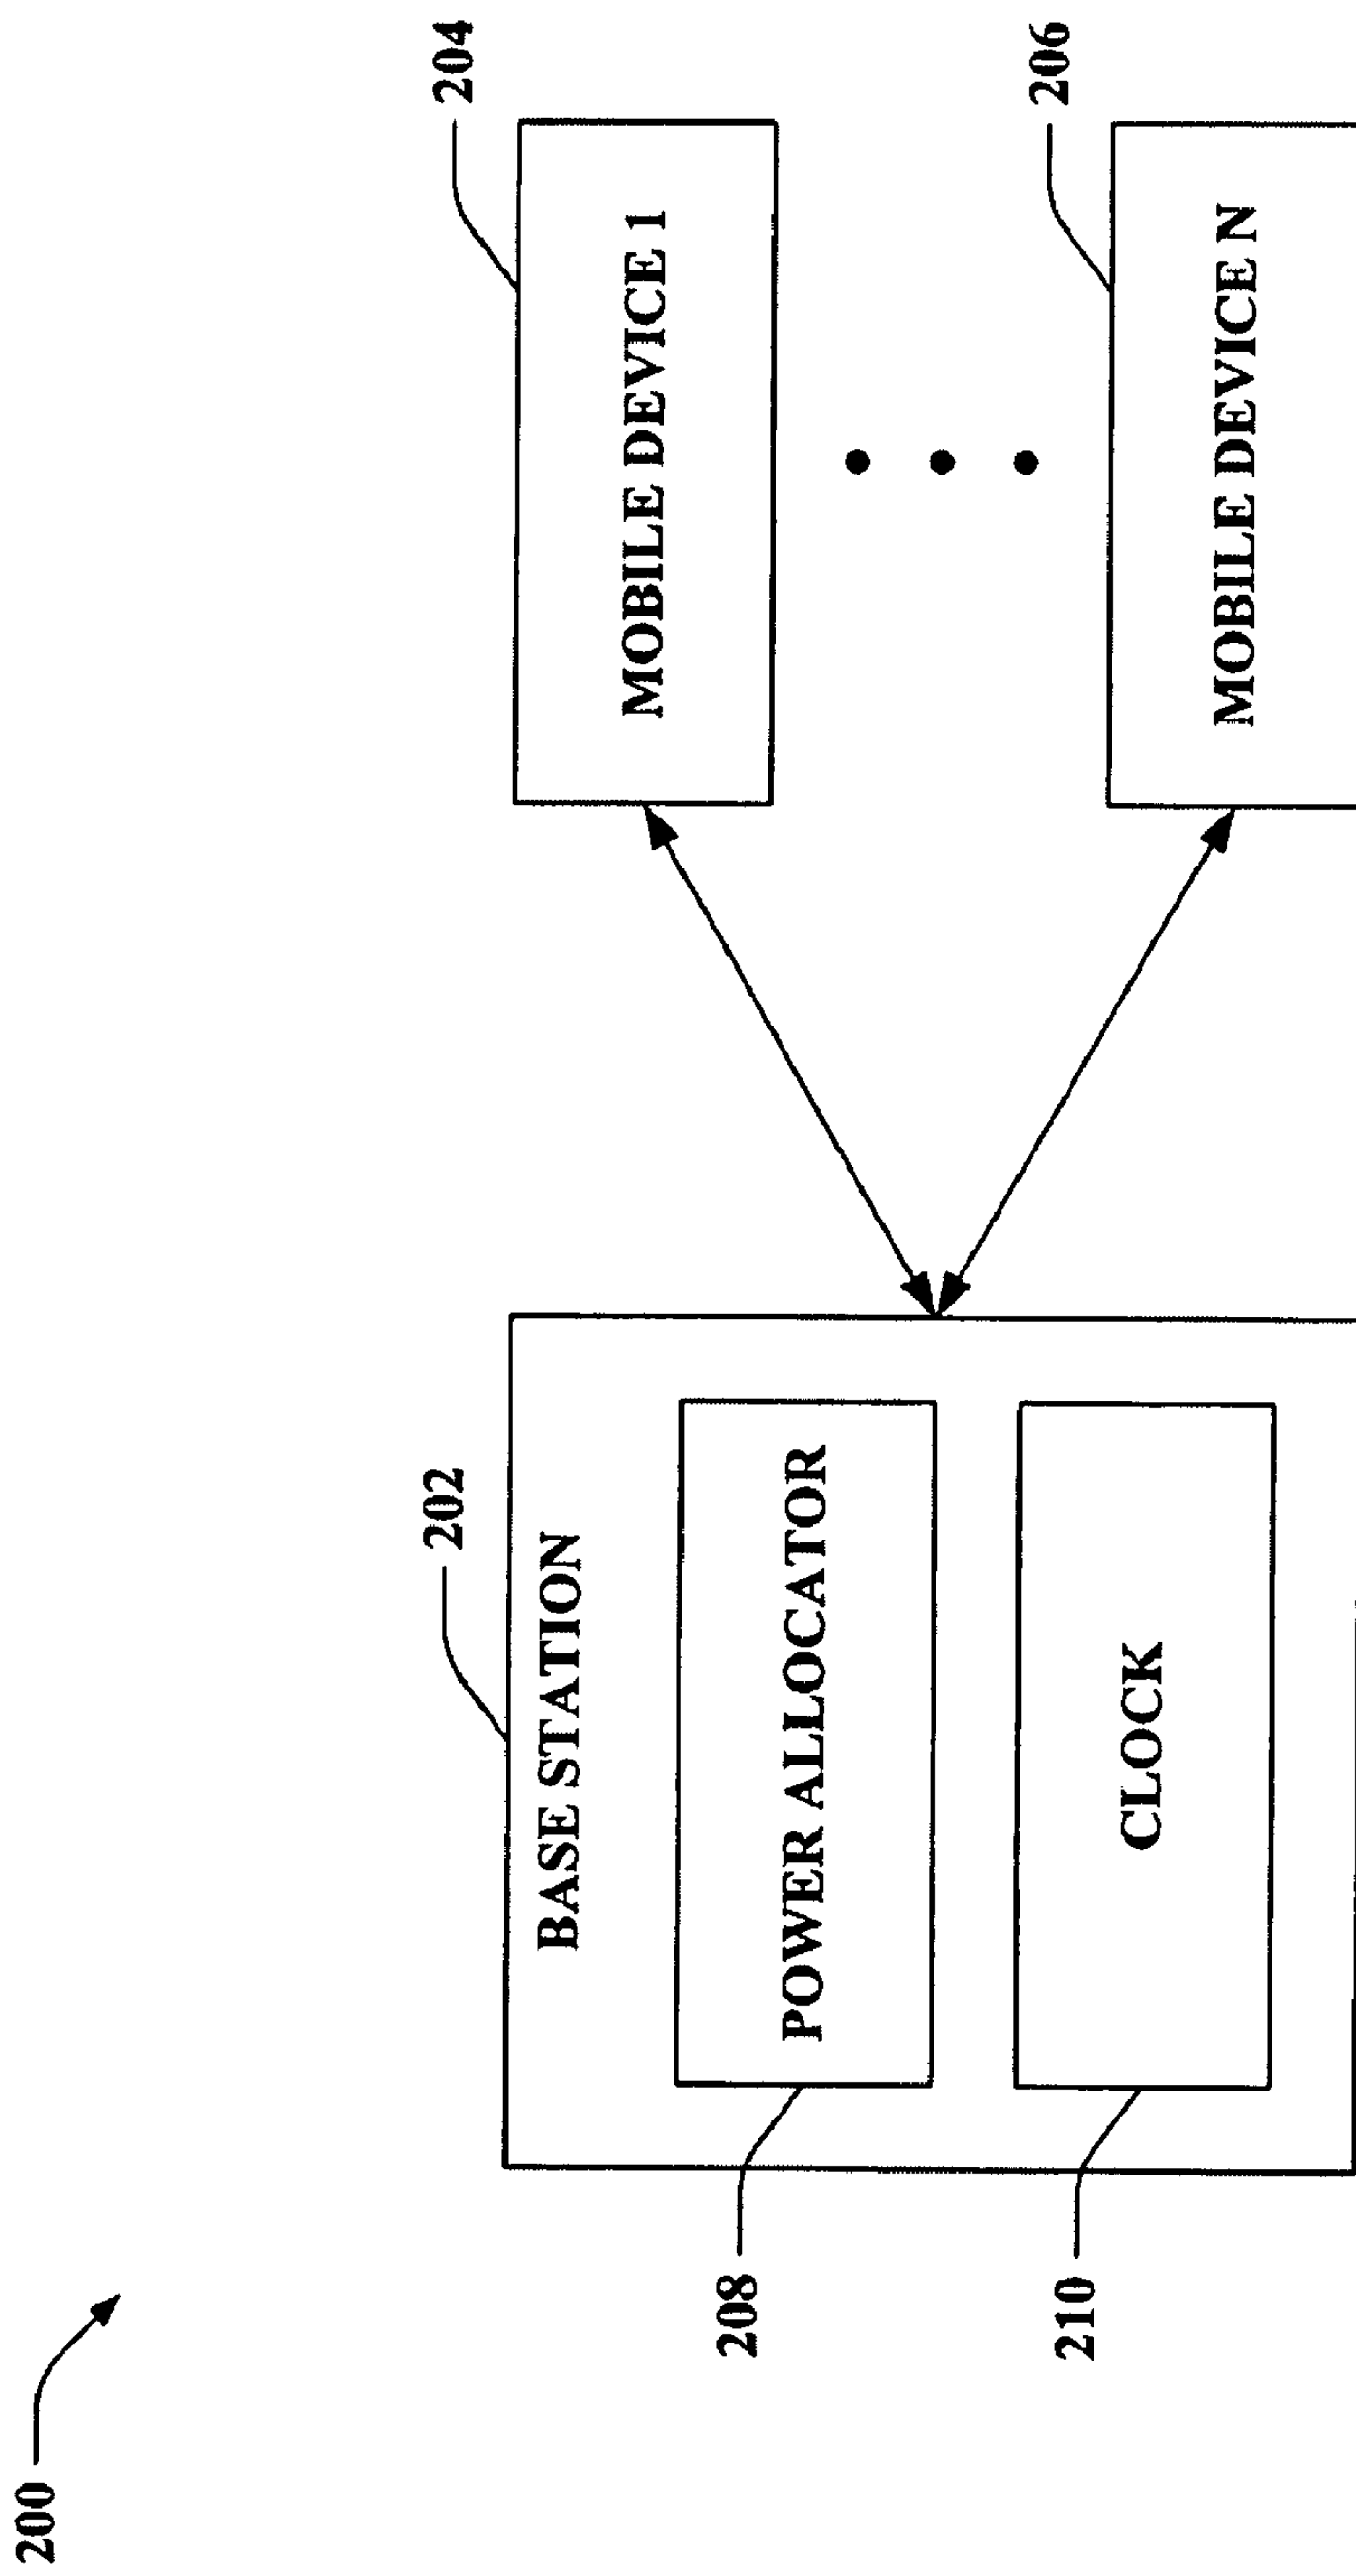 200
202
BASE STATION
208
POWER ALLOCATOR
210
CLOCK
204
MOBILE DEVICE 1
206
MOBILE DEVICE N